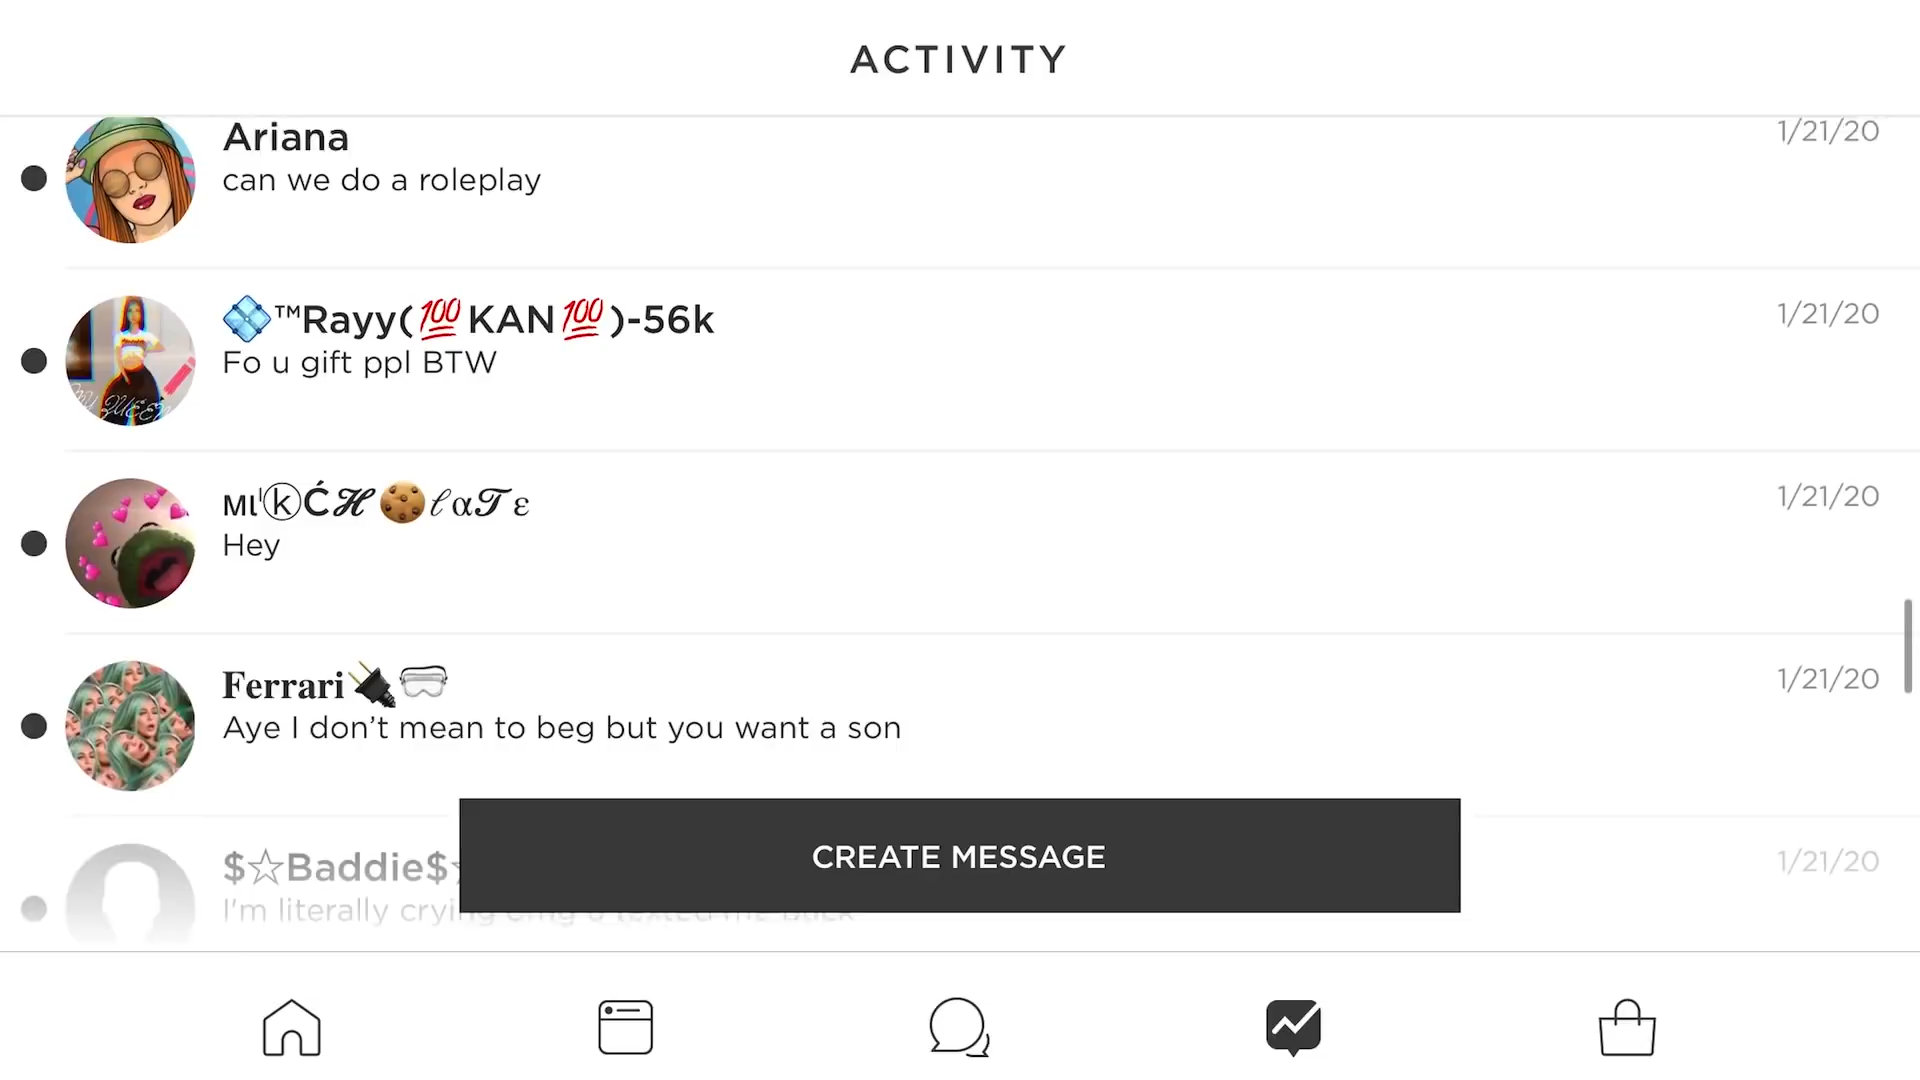 ACTIVITY
Ariana
1/21/20
can we do a roleplay
💠™Rayy(💯KAN💯)-56k
1/21/20
Fo u gift ppl BTW
ᴍɩˡⓚĆ𝓗🍪ℓα𝒯ε
1/21/20
Hey
𝐅𝐞𝐫𝐫𝐚𝐫𝐢🔌🥽
1/21/20
Aye I don’t mean to beg but you want a son
$☆Baddie$
1/21/20
I'm literally crying
CREATE MESSAGE